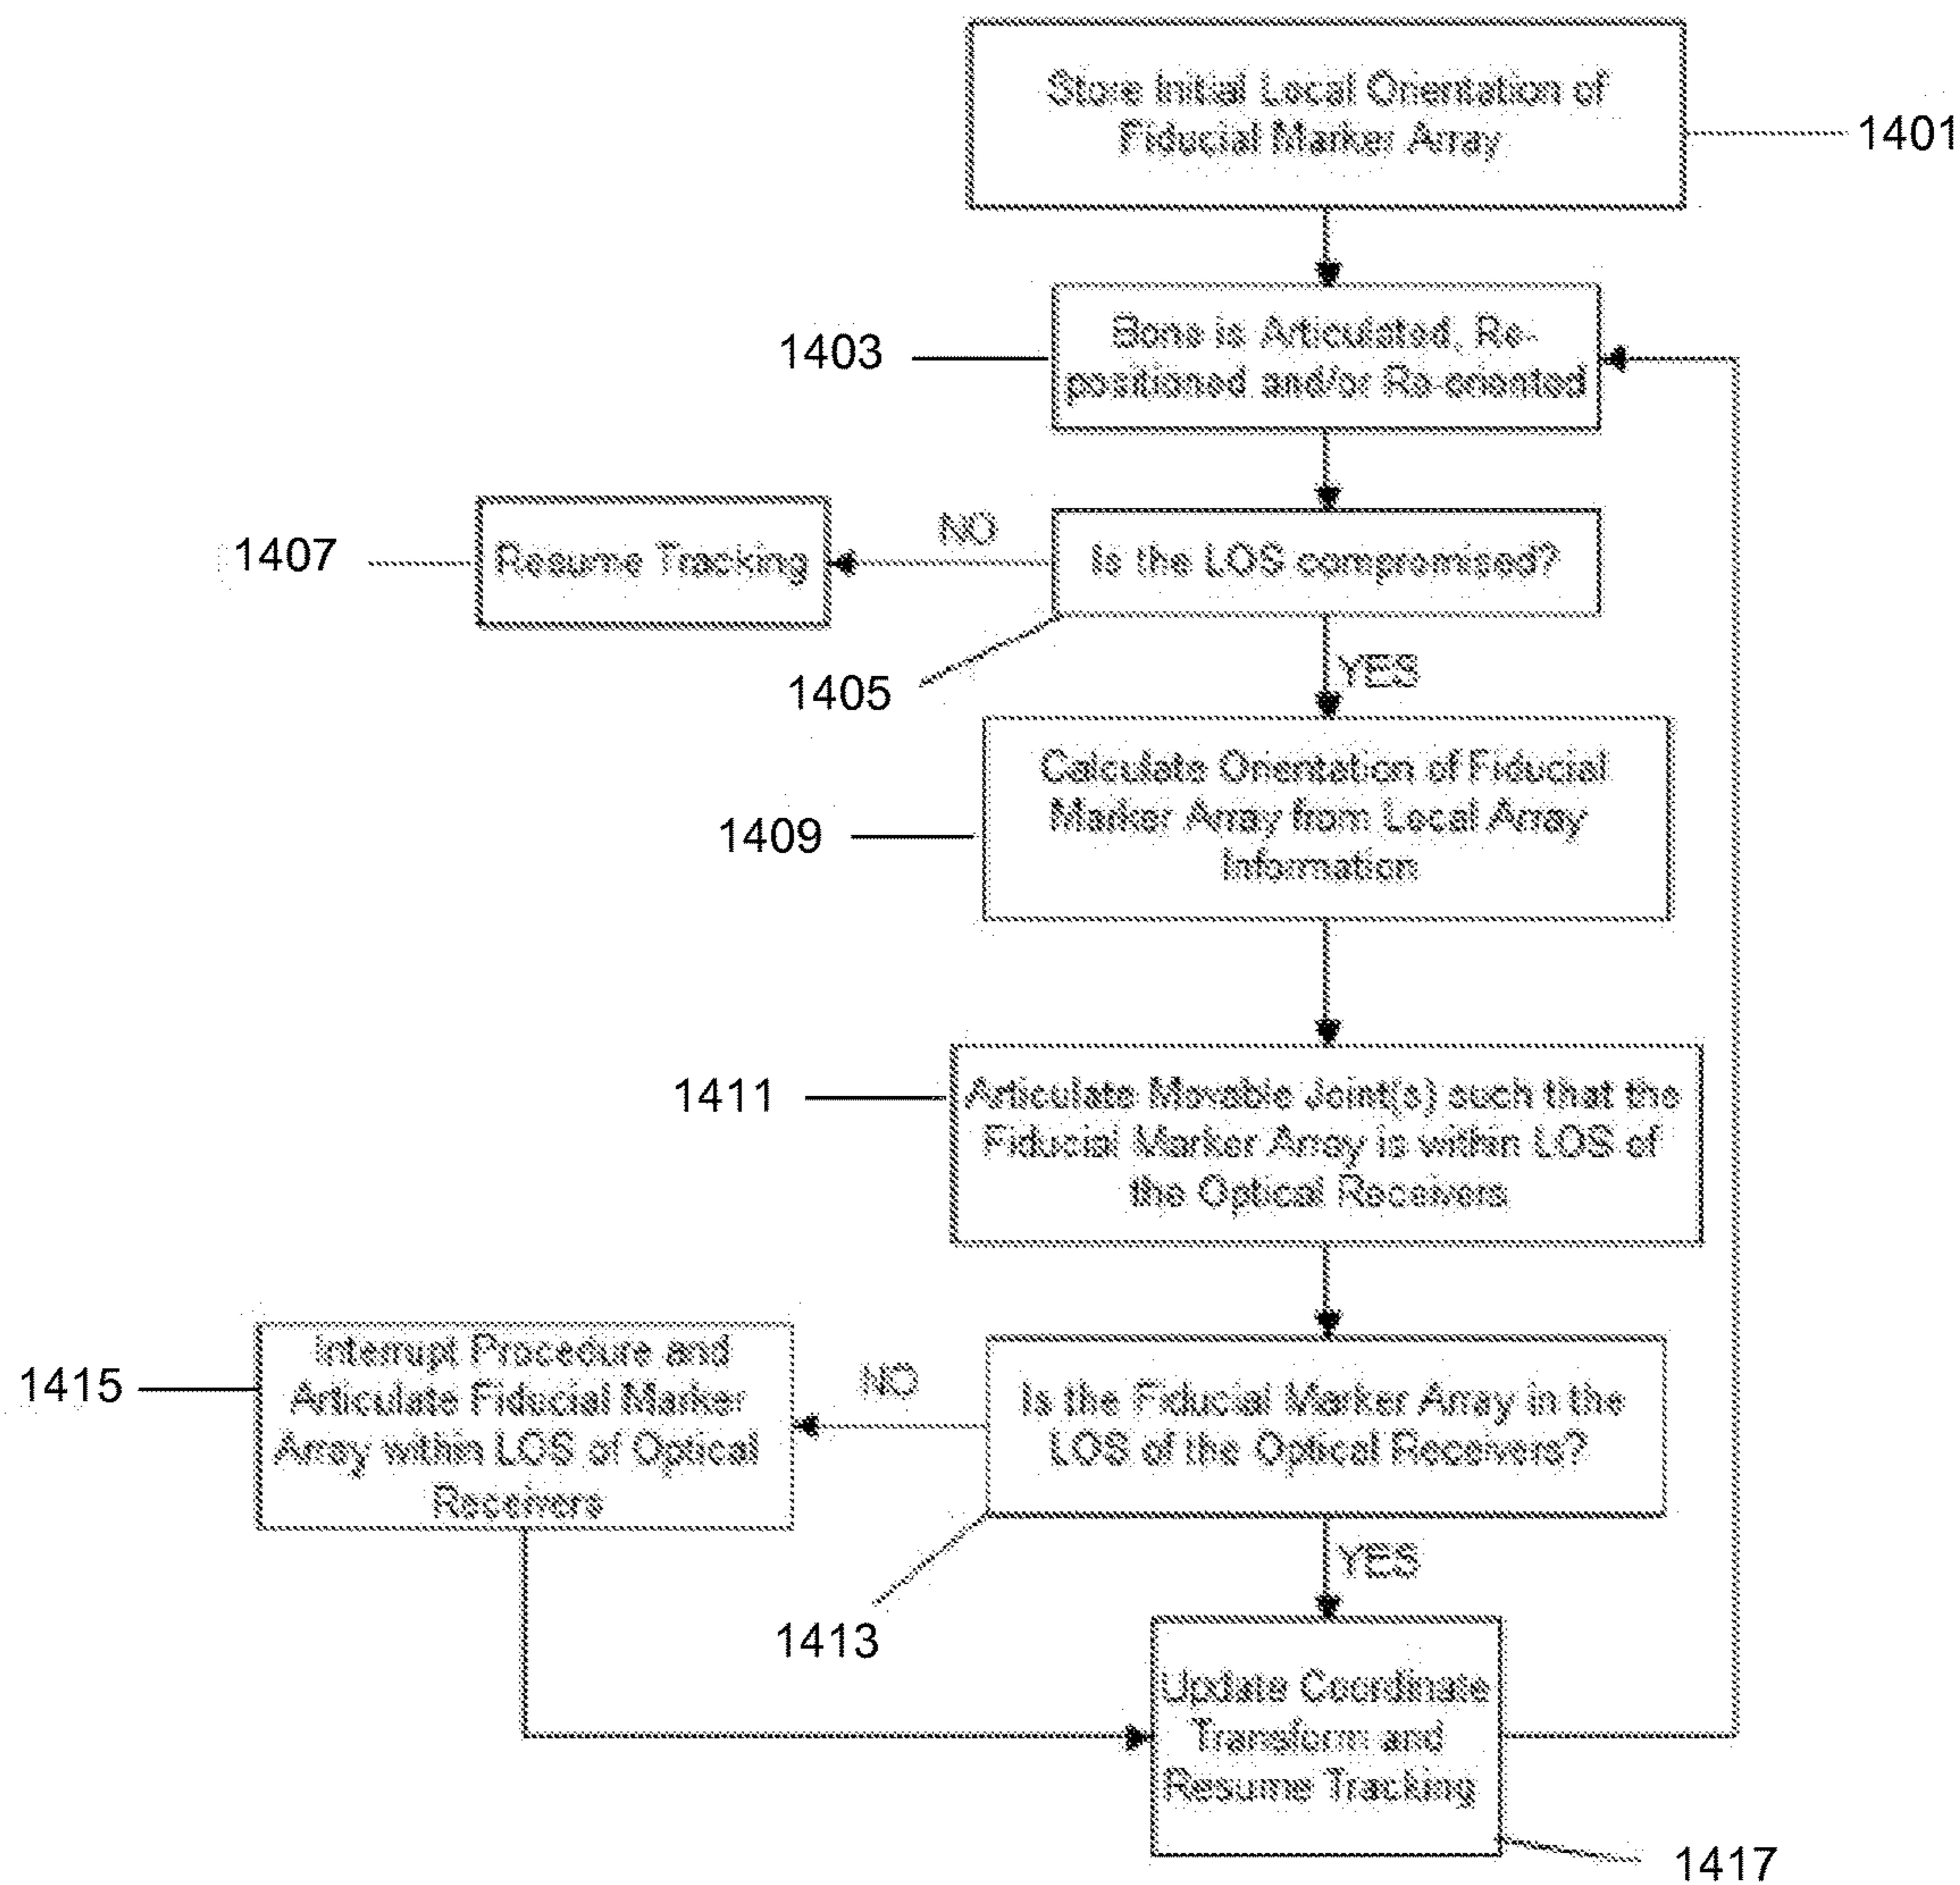 Store Initial Local Orientation of
Fiducial Marker Array
1401
Bone is Articulated, Re-
positioned and/or Re-oriented
1403
Is the LOS compromised?
NO
Resume Tracking
1407
1405
YES
Calculate Orientation of Fiducial
Marker Array from Local Array
Information
1409
Articulate Movable Joint(s) such that the
Fiducial Marker Array is within LOS of
the Optical Receivers
1411
Is the Fiducial Marker Array in the
LOS of the Optical Receivers?
NO
Interrupt Procedure and
Articulate Fiducial Marker
Array within LOS of Optical
Receivers
1415
1413
YES
Update Coordinate
Transform and
Resume Tracking
1417